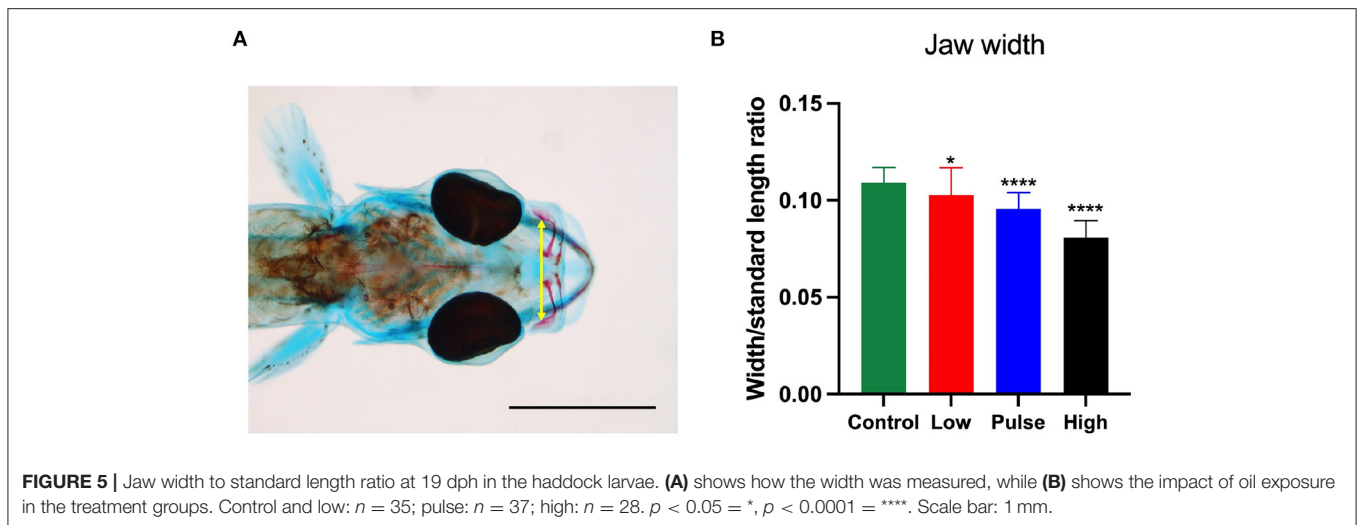 A
B
Jaw width
Width/standard length ratio
0.15
0.10
0.05
0.00
*
****
****
Control Low Pulse High
FIGURE 5 | Jaw width to standard length ratio at 19 dph in the haddock larvae. (A) shows how the width was measured, while (B) shows the impact of oil exposure
in the treatment groups. Control and low: n = 35; pulse: n = 37; high: n = 28. p < 0.05 = *, p < 0.0001 = ****. Scale bar: 1 mm.